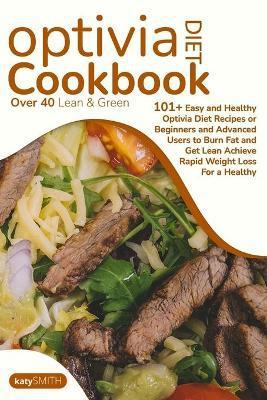 optivia
DIET
Cookbook
Over 40 Lean & Green
101+ Easy and Healthy
Optivia Diet Recipes or
Beginners and Advanced
Users to Burn Fat and
Get Lean Achieve
Rapid Weight Loss
For a Healthy
katySMITH